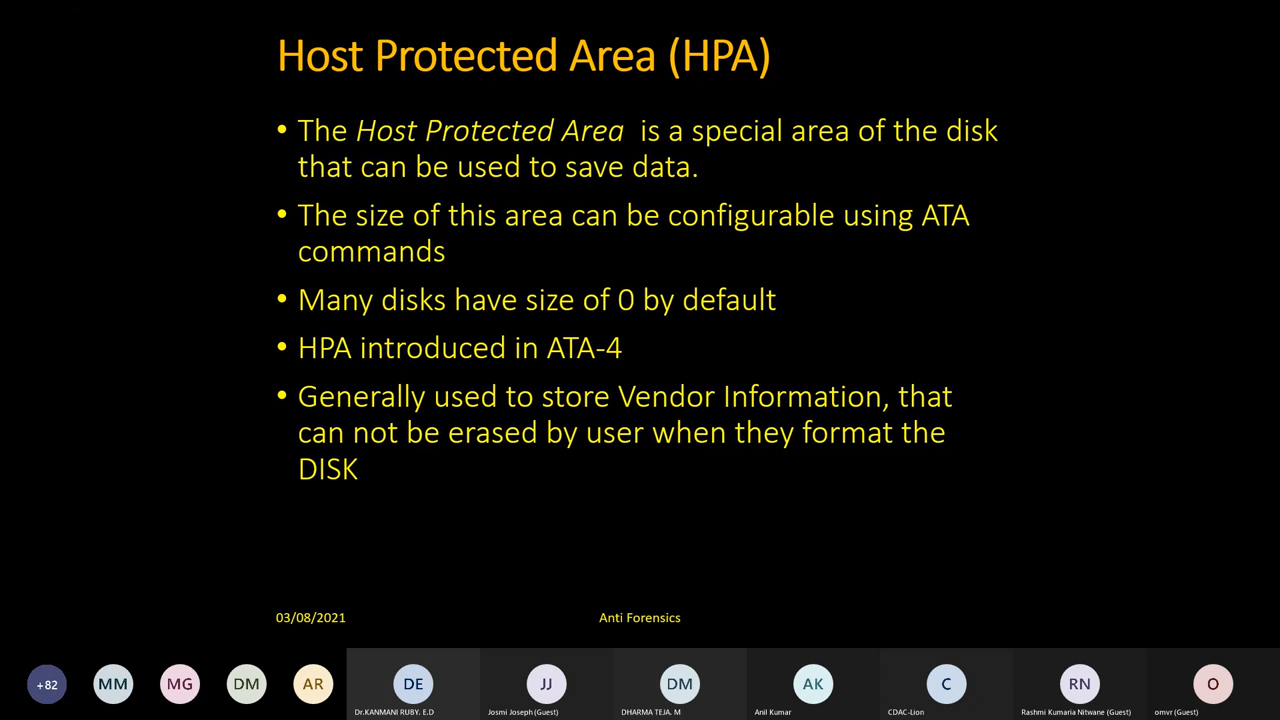 Host Protected Area (HPA)
• The Host Protected Area is a special area of the disk
that can be used to save data.
• The size of this area can be configurable using ATA
commands
• Many disks have size of 0 by default
• HPA introduced in ATA-4
• Generally used to store Vendor Information, that
can not be erased by user when they format the
DISK
03/08/2021 Anti Forensics
+82 MM MG DM AR DE JJ DM AK C RN O
Dr.KANMANI RUBY. E.D Josmi Joseph (Guest) DHARMA TEJA. M Anil Kumar CDAC-Lion Rashmi Kumaria Nitwane (Guest) omvr (Guest)